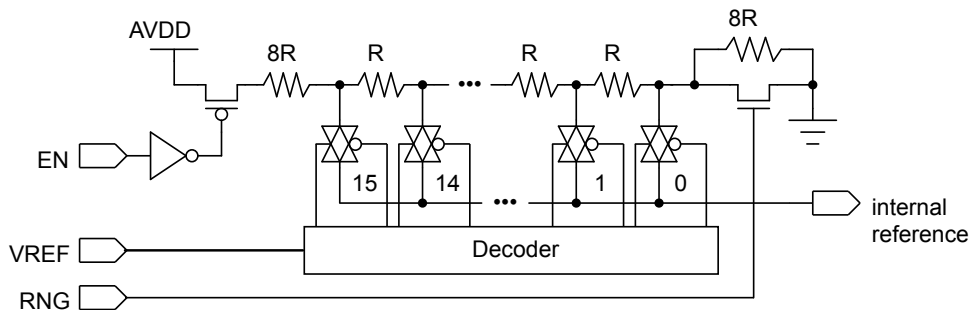 AVDD
8R
8R
R
R
R
•••
EN
15
14
1
0
•••
internal
reference
VREF
Decoder
RNG